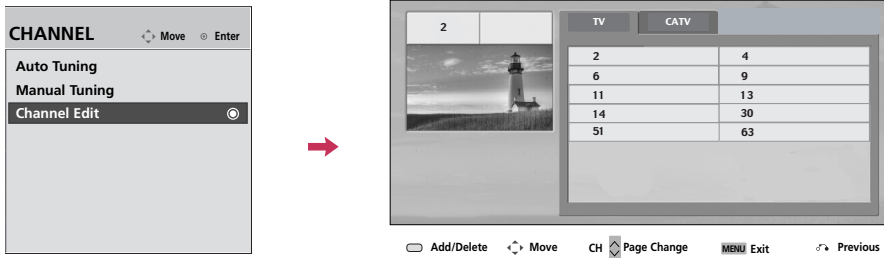 CHANNEL Move Enter
Auto Tuning
Manual Tuning
Channel Edit
2
TV CATV
2 4
6 9
11 13
14 30
51 63
Add/Delete Move CH Page Change MENU Exit Previous